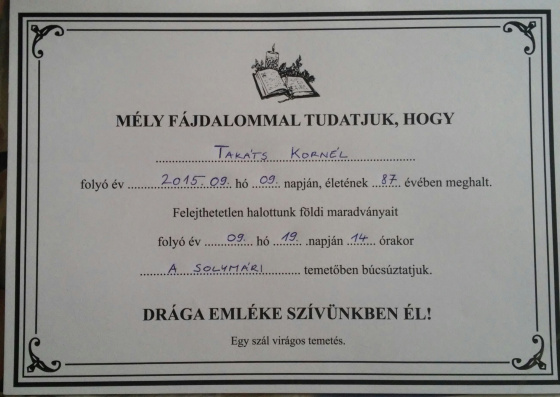 MÉLY FÁJDALOMMAL TUDATJUK, HOGY
TAKÁTS KORNÉL
folyó év 2015. 09. hó 09. napján, életének 87. évében meghalt.
Felejthetetlen halottunk földi maradványait
folyó év 09. hó 19. napján 14. órakor
A SOLYMÁRI temetőben búcsúztatjuk.
DRÁGA EMLÉKE SZÍVÜNKBEN ÉL!
Egy szál virágos temetés.